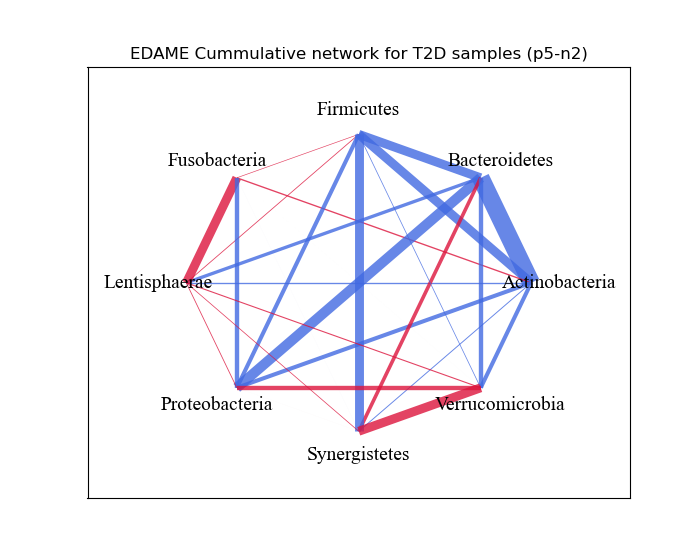 EDAME Cummulative network for T2D samples (p5-n2)
Firmicutes
Fusobacteria
Bacteroidetes
Lentisphaerae
Actinobacteria
Proteobacteria
Verrucomicrobia
Synergistetes